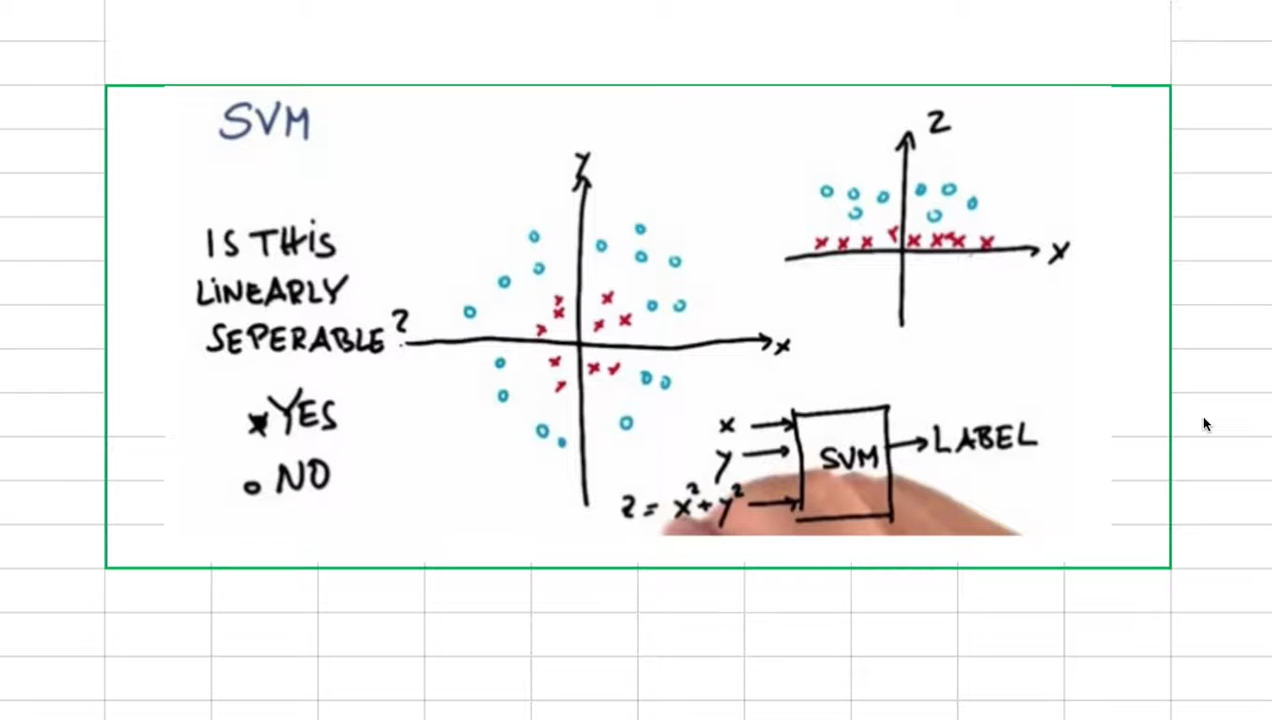 SVM
IS THIS
LINEARLY
SEPERABLE?
YES
NO
y
x
z
x
x
y
z = x²+y²
SVM
LABEL